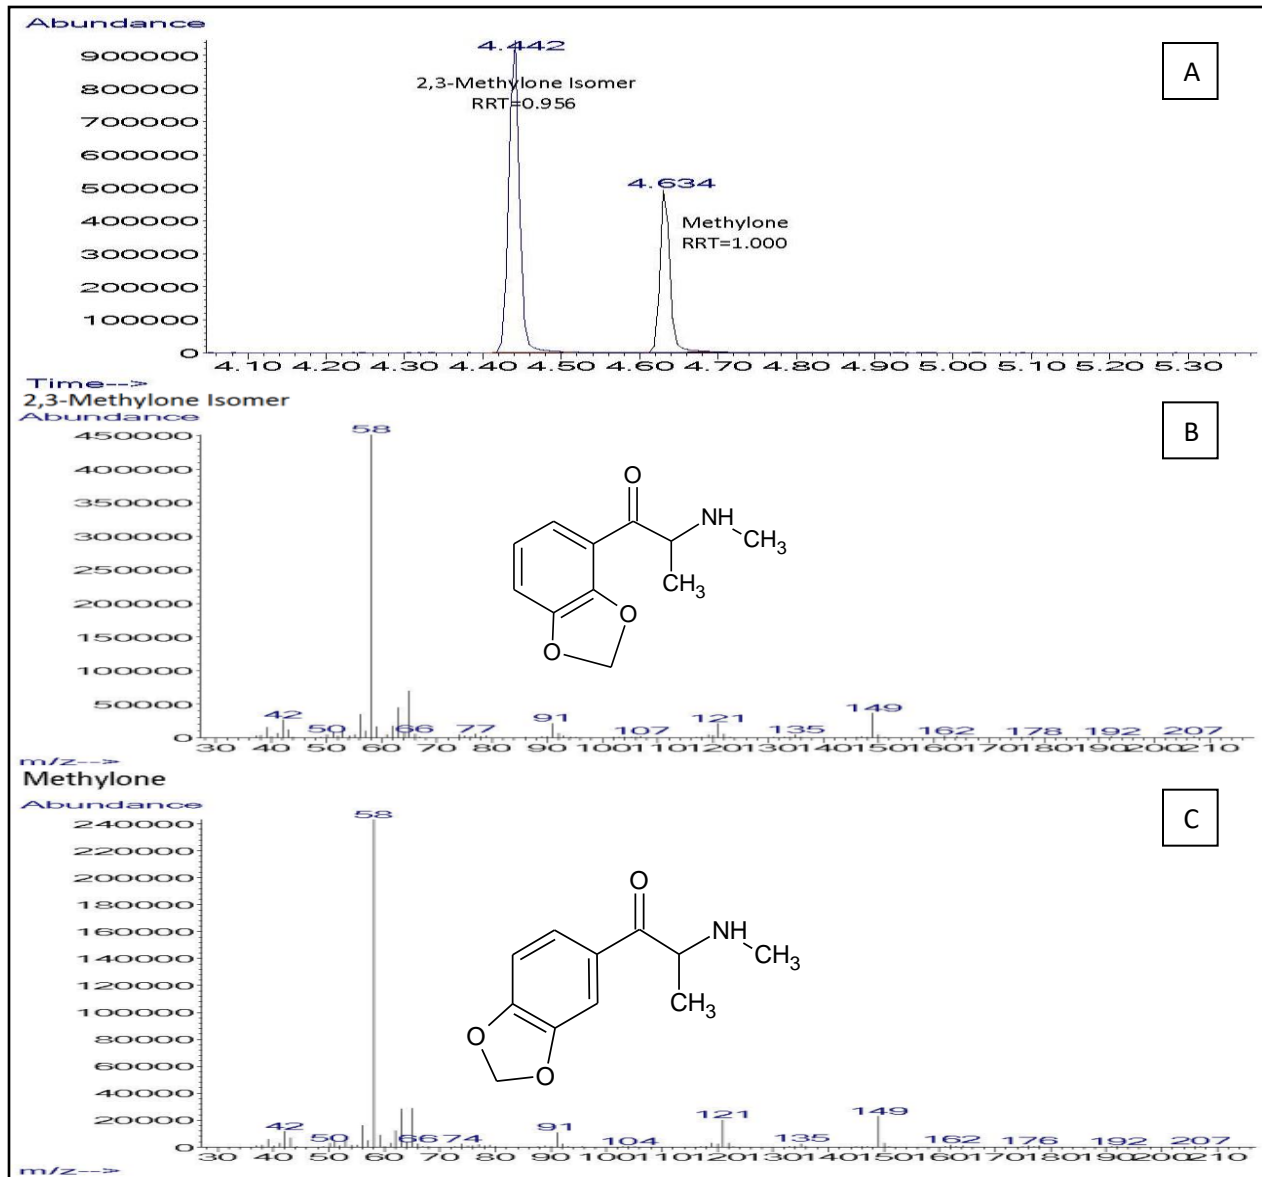 Abundance
A
4.442
900000
800000
2,3-Methylone Isomer
RRT=0.956
700000
600000
500000
4.634
400000
Methylone
RRT=1.000
300000
200000
100000
0
4.10 4.20 4.30 4.40 4.50 4.60 4.70 4.80 4.90 5.00 5.10 5.20 5.30
Time-->
2,3-Methylone Isomer
Abundance
B
58
450000
400000
350000
300000
250000
200000
150000
100000
50000
0
O
NH
CH3
CH3
O
O
42 50 66 77 91 107 121 135 149 162 178 192 207
30 40 50 60 70 80 90 100 110 120 130 140 150 160 170 180 190 200 210
m/z-->
Methylone
Abundance
C
58
240000
220000
200000
180000
160000
140000
120000
100000
80000
60000
40000
20000
0
O
NH
CH3
CH3
O
O
42 50 66 74 91 104 121 135 149 162 176 192 207
30 40 50 60 70 80 90 100 110 120 130 140 150 160 170 180 190 200 210
m/z-->